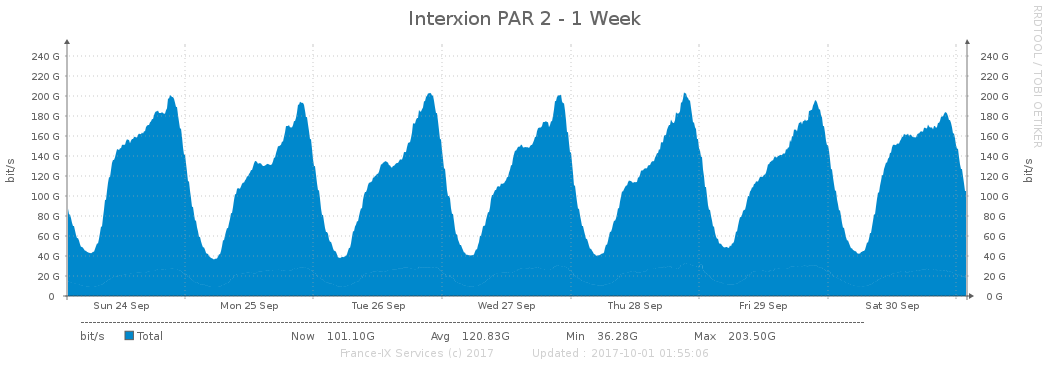 Interxion PAR 2 - 1 Week
RRDTOOL / TOBI OETIKER
240 G 240 G
220 G 220 G
200 G 200 G
180 G 180 G
160 G 160 G
140 G 140 G
120 G 120 G
100 G 100 G
80 G 80 G
60 G 60 G
40 G 40 G
20 G 20 G
0 0 G
bit/s bit/s
Sun 24 Sep Mon 25 Sep Tue 26 Sep Wed 27 Sep Thu 28 Sep Fri 29 Sep Sat 30 Sep
bit/s Total Now 101.10G Avg 120.83G Min 36.28G Max 203.50G
France-IX Services (c) 2017 Updated : 2017-10-01 01:55:06